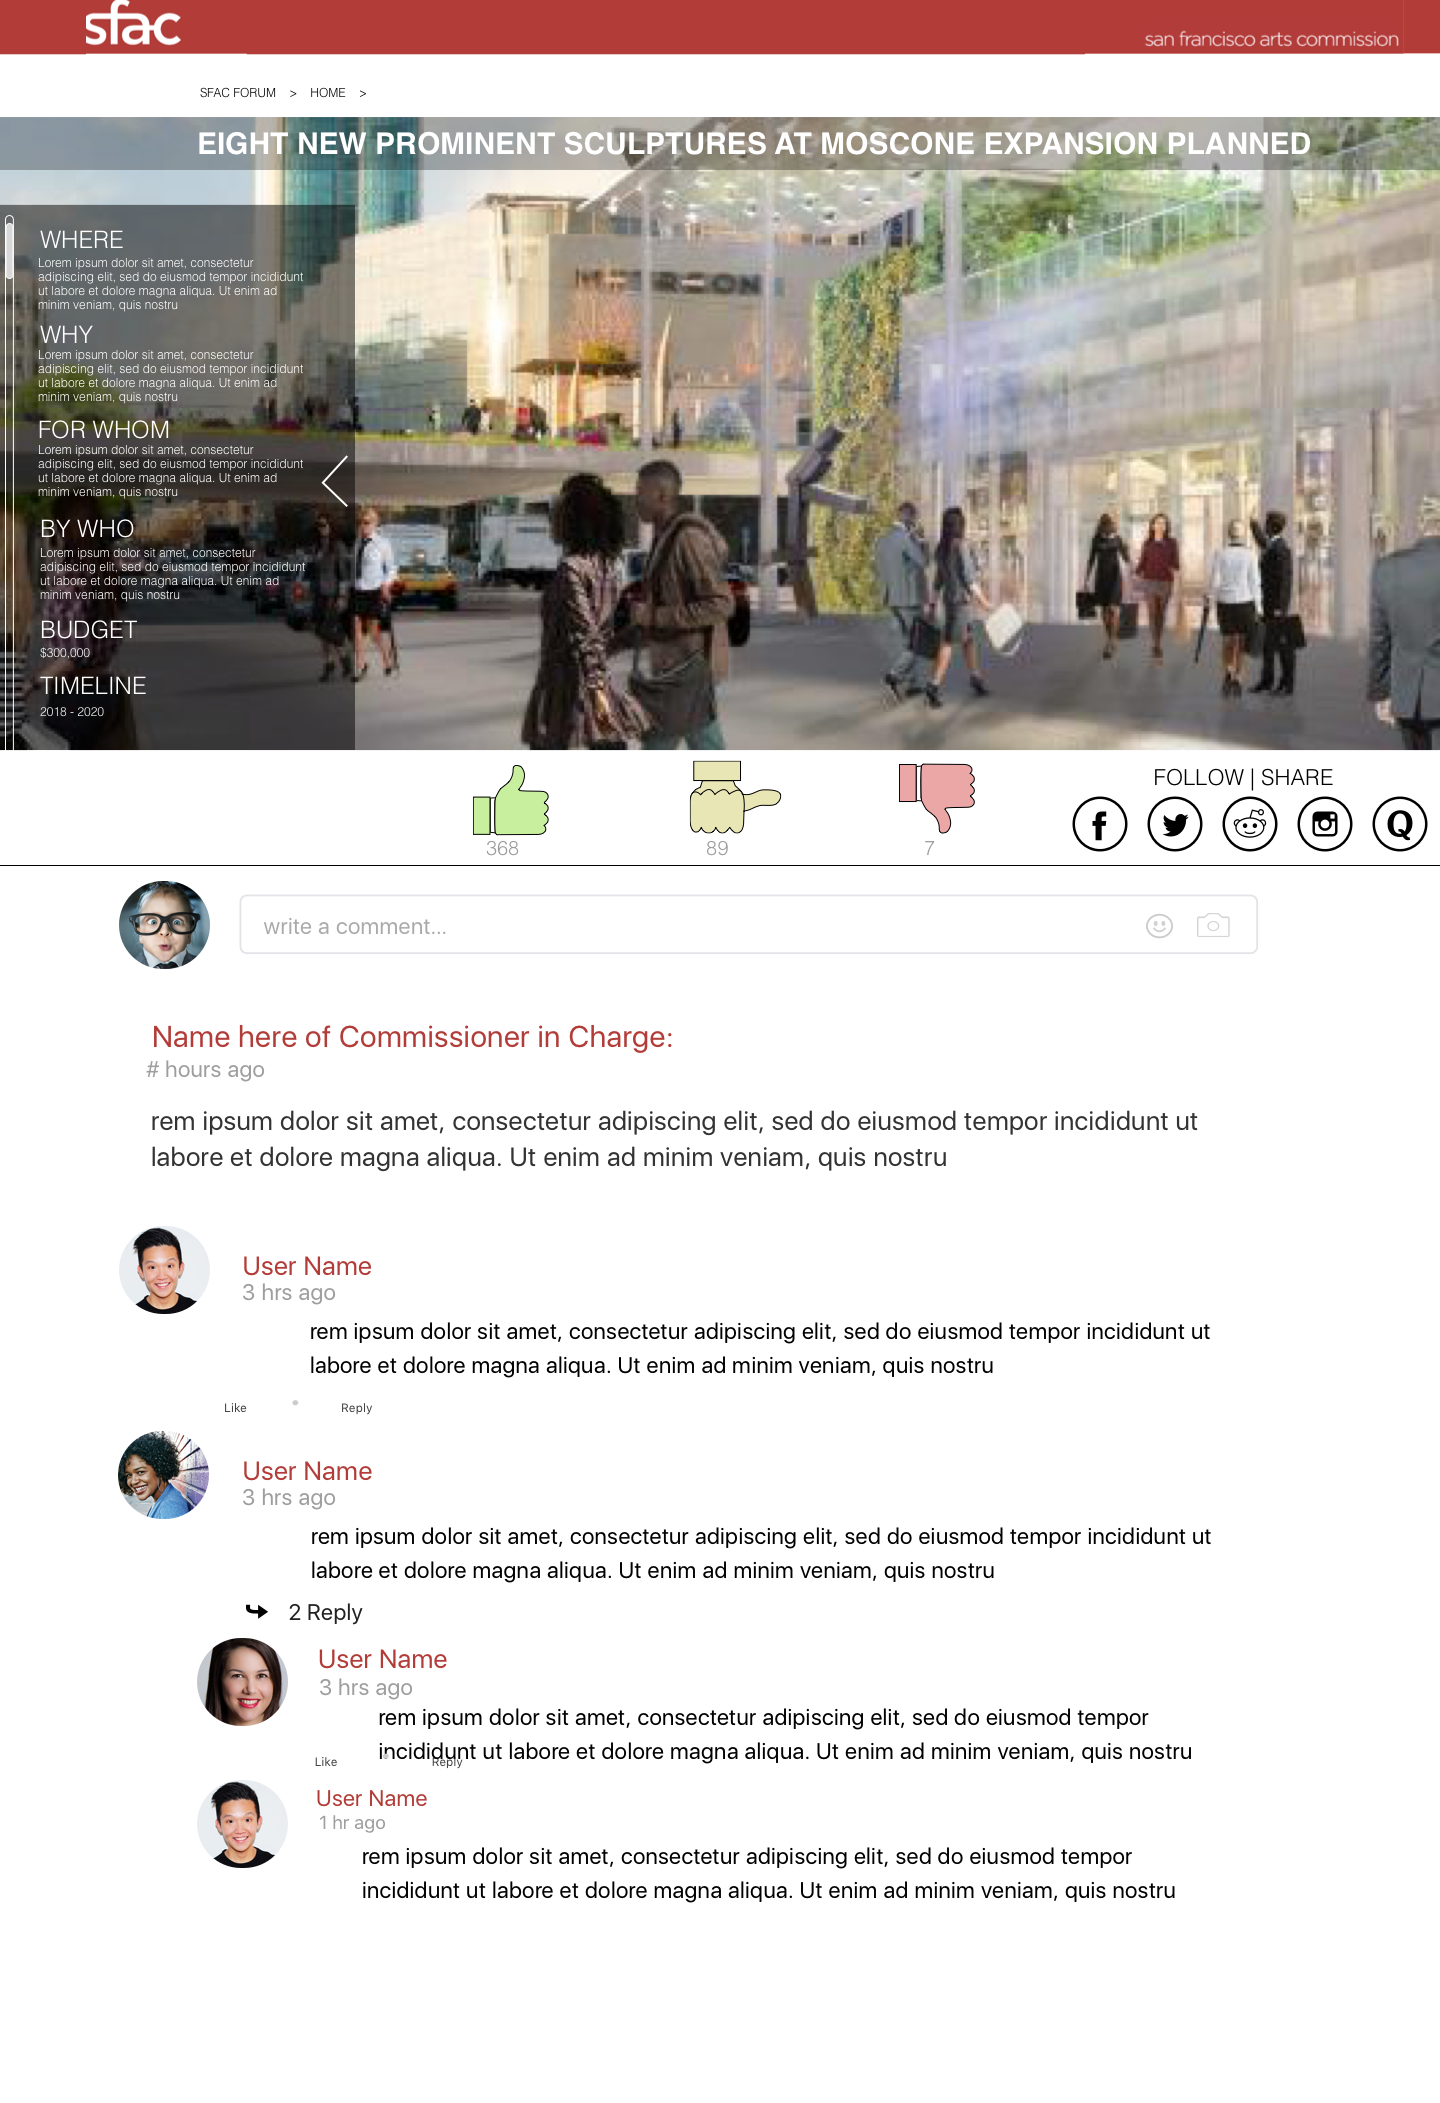 sfac
san francisco arts commission
SFAC FORUM > HOME >
EIGHT NEW PROMINENT SCULPTURES AT MOSCONE EXPANSION PLANNED
WHERE
Lorem ipsum dolor sit amet, consectetur
adipiscing elit, sed do eiusmod tempor incididunt
ut labore et dolore magna aliqua. Ut enim ad
minim veniam, quis nostru
WHY
Lorem ipsum dolor sit amet, consectetur
adipiscing elit, sed do eiusmod tempor incididunt
ut labore et dolore magna aliqua. Ut enim ad
minim veniam, quis nostru
FOR WHOM
Lorem ipsum dolor sit amet, consectetur
adipiscing elit, sed do eiusmod tempor incididunt
ut labore et dolore magna aliqua. Ut enim ad
minim veniam, quis nostru
BY WHO
Lorem ipsum dolor sit amet, consectetur
adipiscing elit, sed do eiusmod tempor incididunt
ut labore et dolore magna aliqua. Ut enim ad
minim veniam, quis nostru
BUDGET
$300,000
TIMELINE
2018 - 2020
368
89
7
FOLLOW | SHARE
write a comment...
Name here of Commissioner in Charge:
# hours ago
rem ipsum dolor sit amet, consectetur adipiscing elit, sed do eiusmod tempor incididunt ut
labore et dolore magna aliqua. Ut enim ad minim veniam, quis nostru
User Name
3 hrs ago
rem ipsum dolor sit amet, consectetur adipiscing elit, sed do eiusmod tempor incididunt ut
labore et dolore magna aliqua. Ut enim ad minim veniam, quis nostru
Like Reply
User Name
3 hrs ago
rem ipsum dolor sit amet, consectetur adipiscing elit, sed do eiusmod tempor incididunt ut
labore et dolore magna aliqua. Ut enim ad minim veniam, quis nostru
2 Reply
User Name
3 hrs ago
rem ipsum dolor sit amet, consectetur adipiscing elit, sed do eiusmod tempor
incididunt ut labore et dolore magna aliqua. Ut enim ad minim veniam, quis nostru
Like Reply
User Name
1 hr ago
rem ipsum dolor sit amet, consectetur adipiscing elit, sed do eiusmod tempor
incididunt ut labore et dolore magna aliqua. Ut enim ad minim veniam, quis nostru